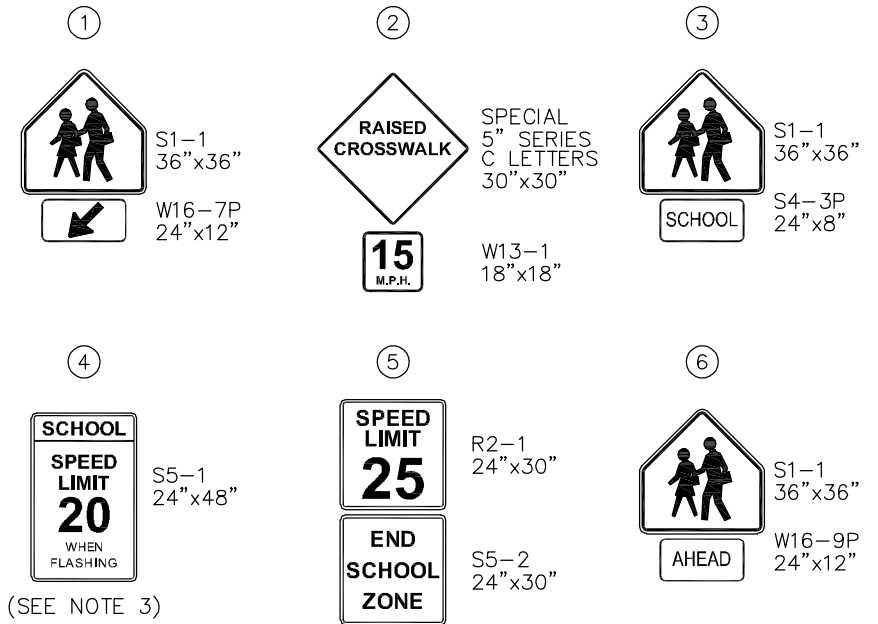 1
S1-1
36"x36"
W16-7P
24"x12"
2
RAISED
CROSSWALK
SPECIAL
5" SERIES
C LETTERS
30"x30"
15
M.P.H.
W13-1
18"x18"
3
S1-1
36"x36"
SCHOOL
S4-3P
24"x8"
4
SCHOOL
SPEED
LIMIT
20
WHEN
FLASHING
S5-1
24"x48"
(SEE NOTE 3)
5
SPEED
LIMIT
25
R2-1
24"x30"
END
SCHOOL
ZONE
S5-2
24"x30"
6
S1-1
36"x36"
AHEAD
W16-9P
24"x12"